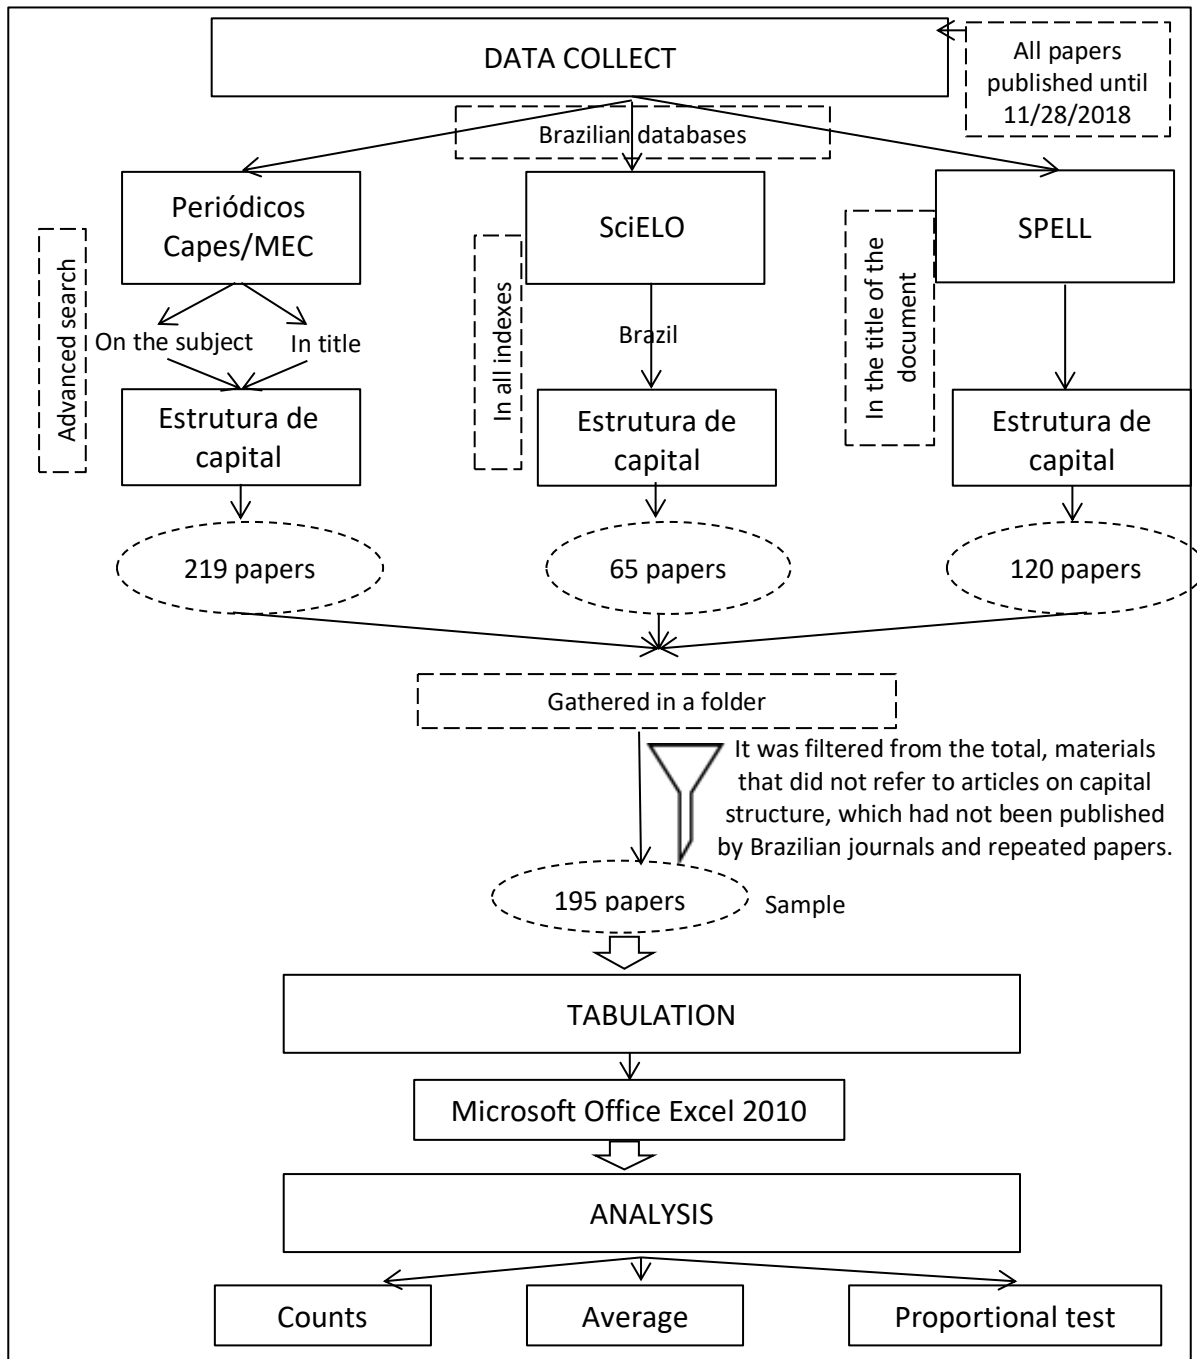 DATA COLLECT
All papers
published until
11/28/2018
Brazilian databases
Periódicos
Capes/MEC
SciELO
SPELL
Advanced search
In all indexes
In the title of the
document
On the subject
In title
Brazil
Estrutura de
capital
Estrutura de
capital
Estrutura de
capital
219 papers
65 papers
120 papers
Gathered in a folder
It was filtered from the total, materials
that did not refer to articles on capital
structure, which had not been published
by Brazilian journals and repeated papers.
195 papers
Sample
TABULATION
Microsoft Office Excel 2010
ANALYSIS
Counts
Average
Proportional test